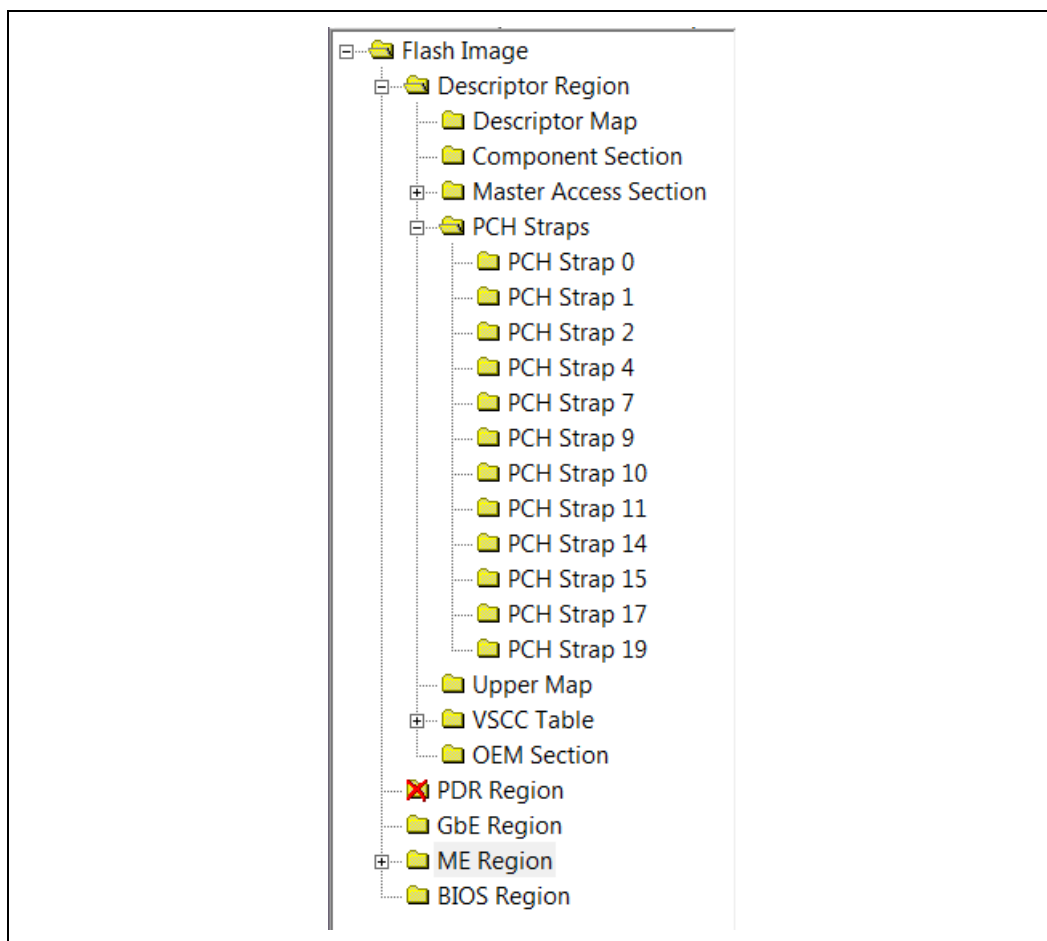 Flash Image
Descriptor Region
Descriptor Map
Component Section
Master Access Section
PCH Straps
PCH Strap 0
PCH Strap 1
PCH Strap 2
PCH Strap 4
PCH Strap 7
PCH Strap 9
PCH Strap 10
PCH Strap 11
PCH Strap 14
PCH Strap 15
PCH Strap 17
PCH Strap 19
Upper Map
VSCC Table
OEM Section
PDR Region
GbE Region
ME Region
BIOS Region